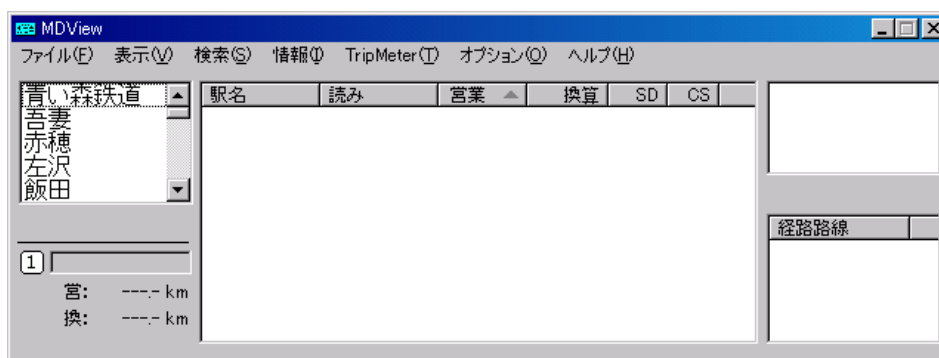 MDView
ファイル(F) 表示(V) 検索(S) 情報(I) TripMeter(T) オプション(O) ヘルプ(H)
青い森鉄道
吾妻
赤穂
左沢
飯田
駅名 読み 営業 換算 SD CS
経路路線
1
営: ---.- km
換: ---.- km